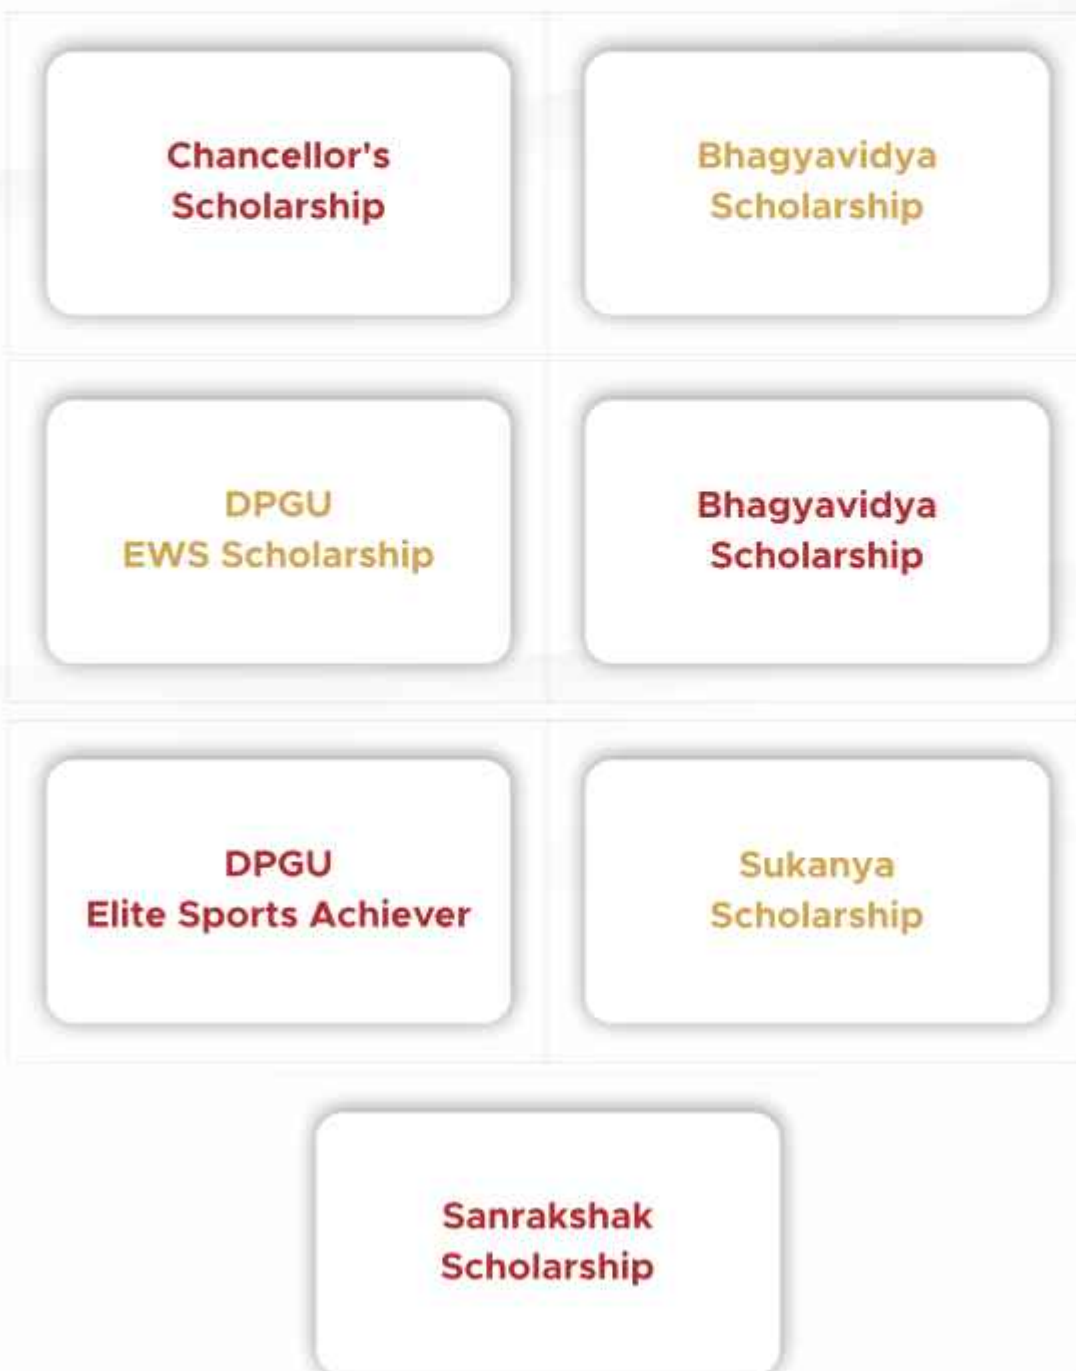 Chancellor's
Scholarship
Bhagyavidya
Scholarship
DPGU
EWS Scholarship
Bhagyavidya
Scholarship
DPGU
Elite Sports Achiever
Sukanya
Scholarship
Sanrakshak
Scholarship